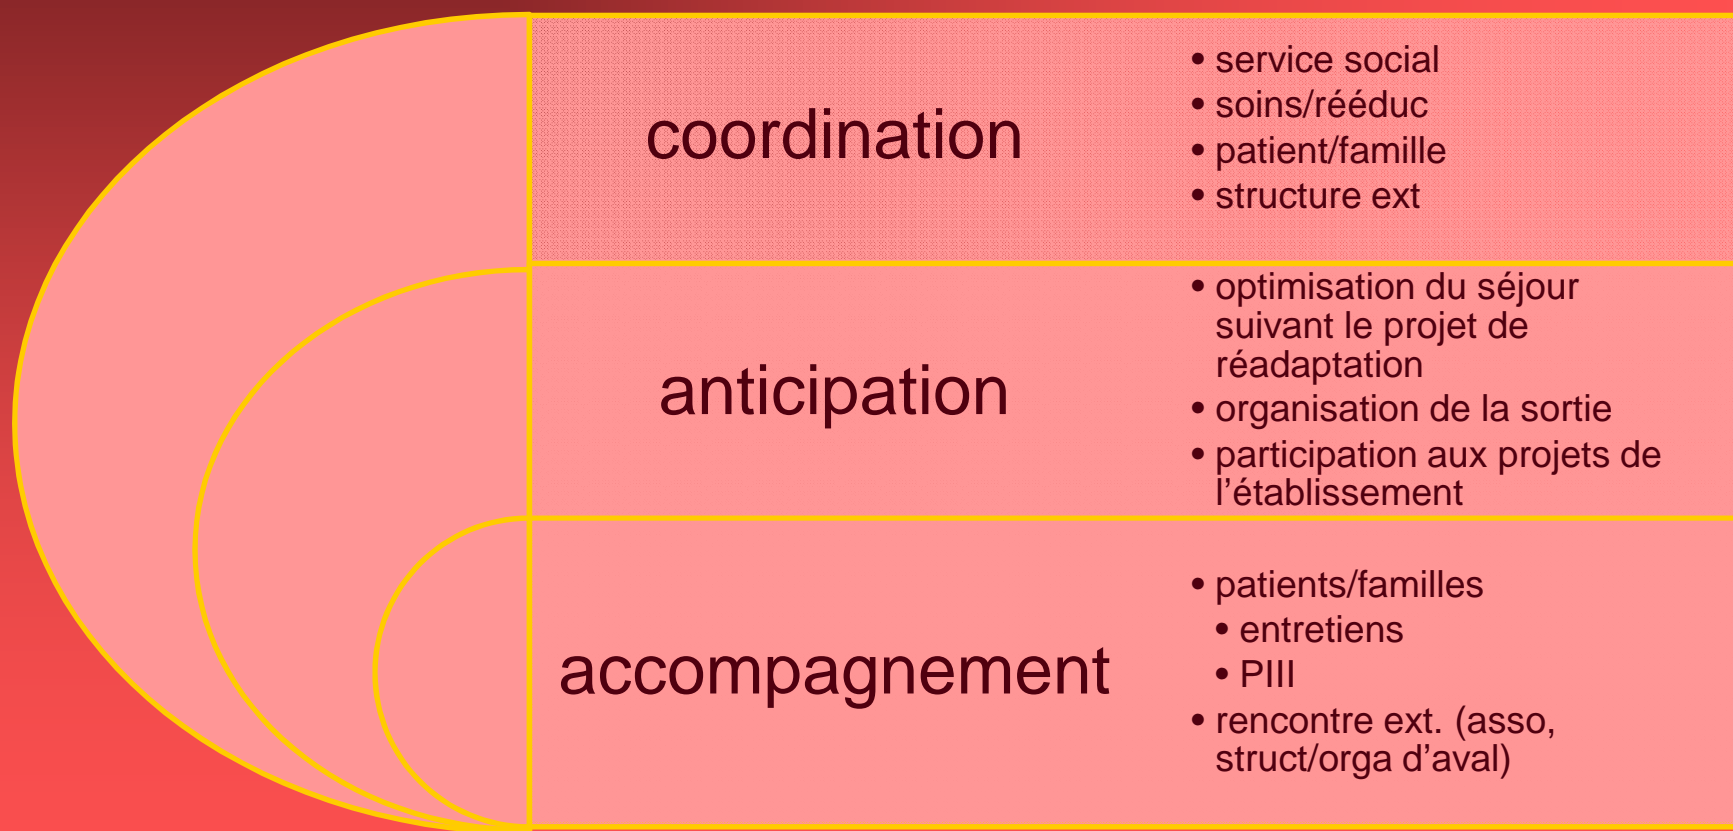 coordination
• service social
• soins/rééduc
• patient/famille
• structure ext
anticipation
• optimisation du séjour
suivant le projet de
réadaptation
• organisation de la sortie
• participation aux projets de
l’établissement
accompagnement
• patients/familles
• entretiens
• PIII
• rencontre ext. (asso,
struct/orga d’aval)